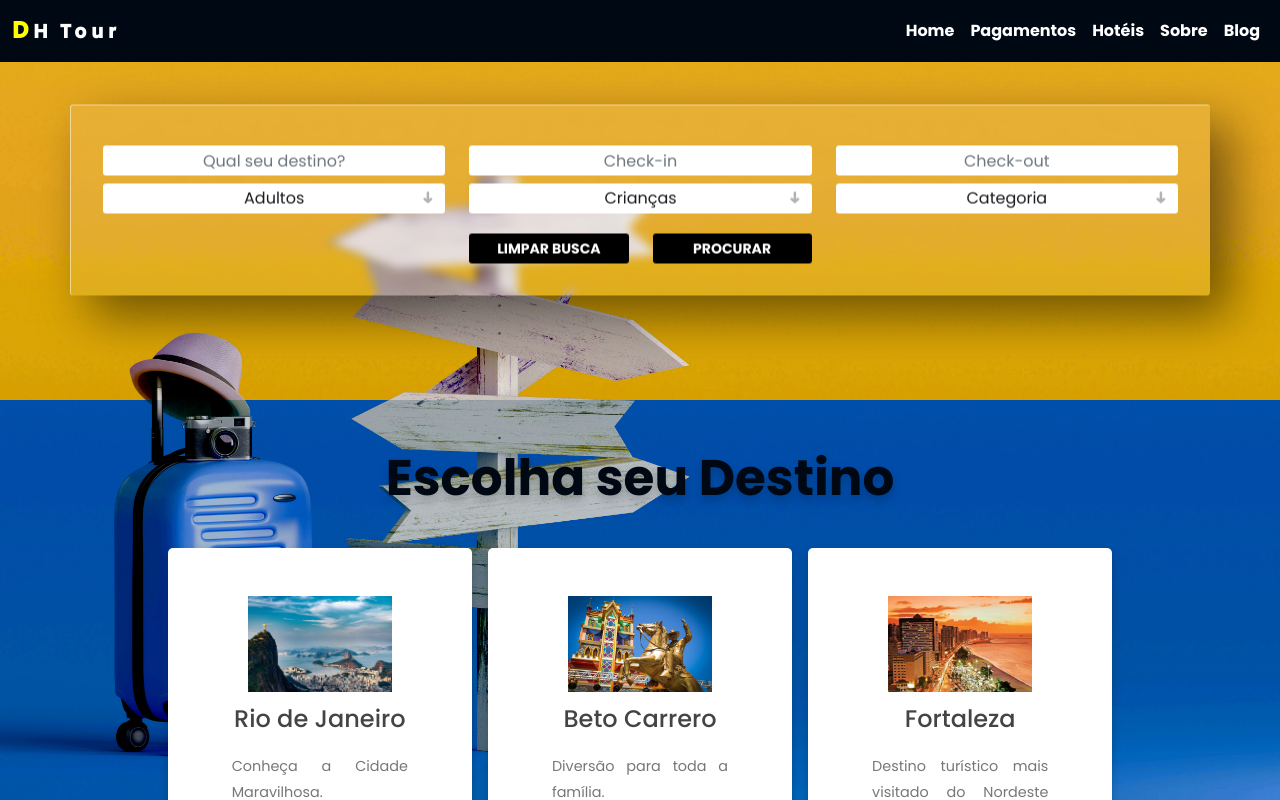 DH Tour
Home Pagamentos Hotéis Sobre Blog
Qual seu destino? Check-in Check-out
Adultos Crianças Categoria
LIMPAR BUSCA PROCURAR
Escolha seu Destino
Rio de Janeiro
Conheça a Cidade
Maravilhosa.
Beto Carrero
Diversão para toda a
família.
Fortaleza
Destino turístico mais
visitado do Nordeste